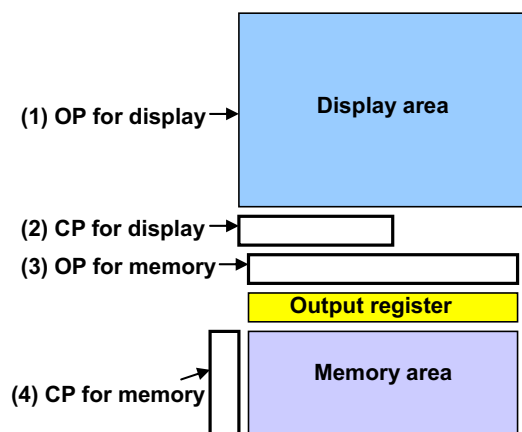 Display area
(1) OP for display
(2) CP for display
(3) OP for memory
Output register
Memory area
(4) CP for memory